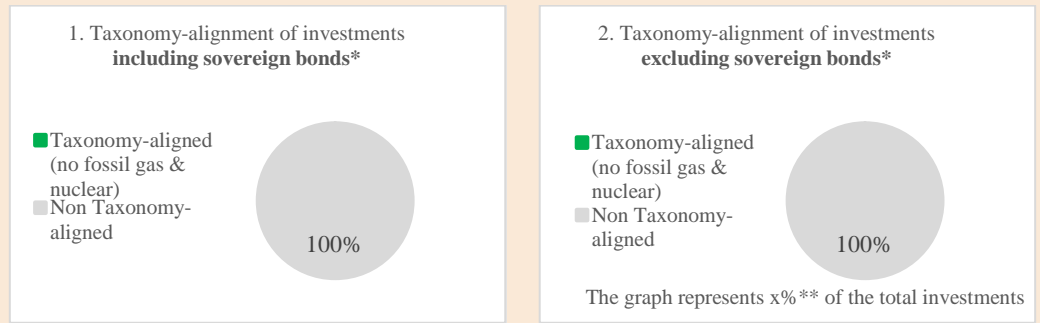 1. Taxonomy-alignment of investments
including sovereign bonds*
Taxonomy-aligned
(no fossil gas &
nuclear)
Non Taxonomy-
aligned
100%
2. Taxonomy-alignment of investments
excluding sovereign bonds*
Taxonomy-aligned
(no fossil gas &
nuclear)
Non Taxonomy-
aligned
100%
The graph represents x%** of the total investments